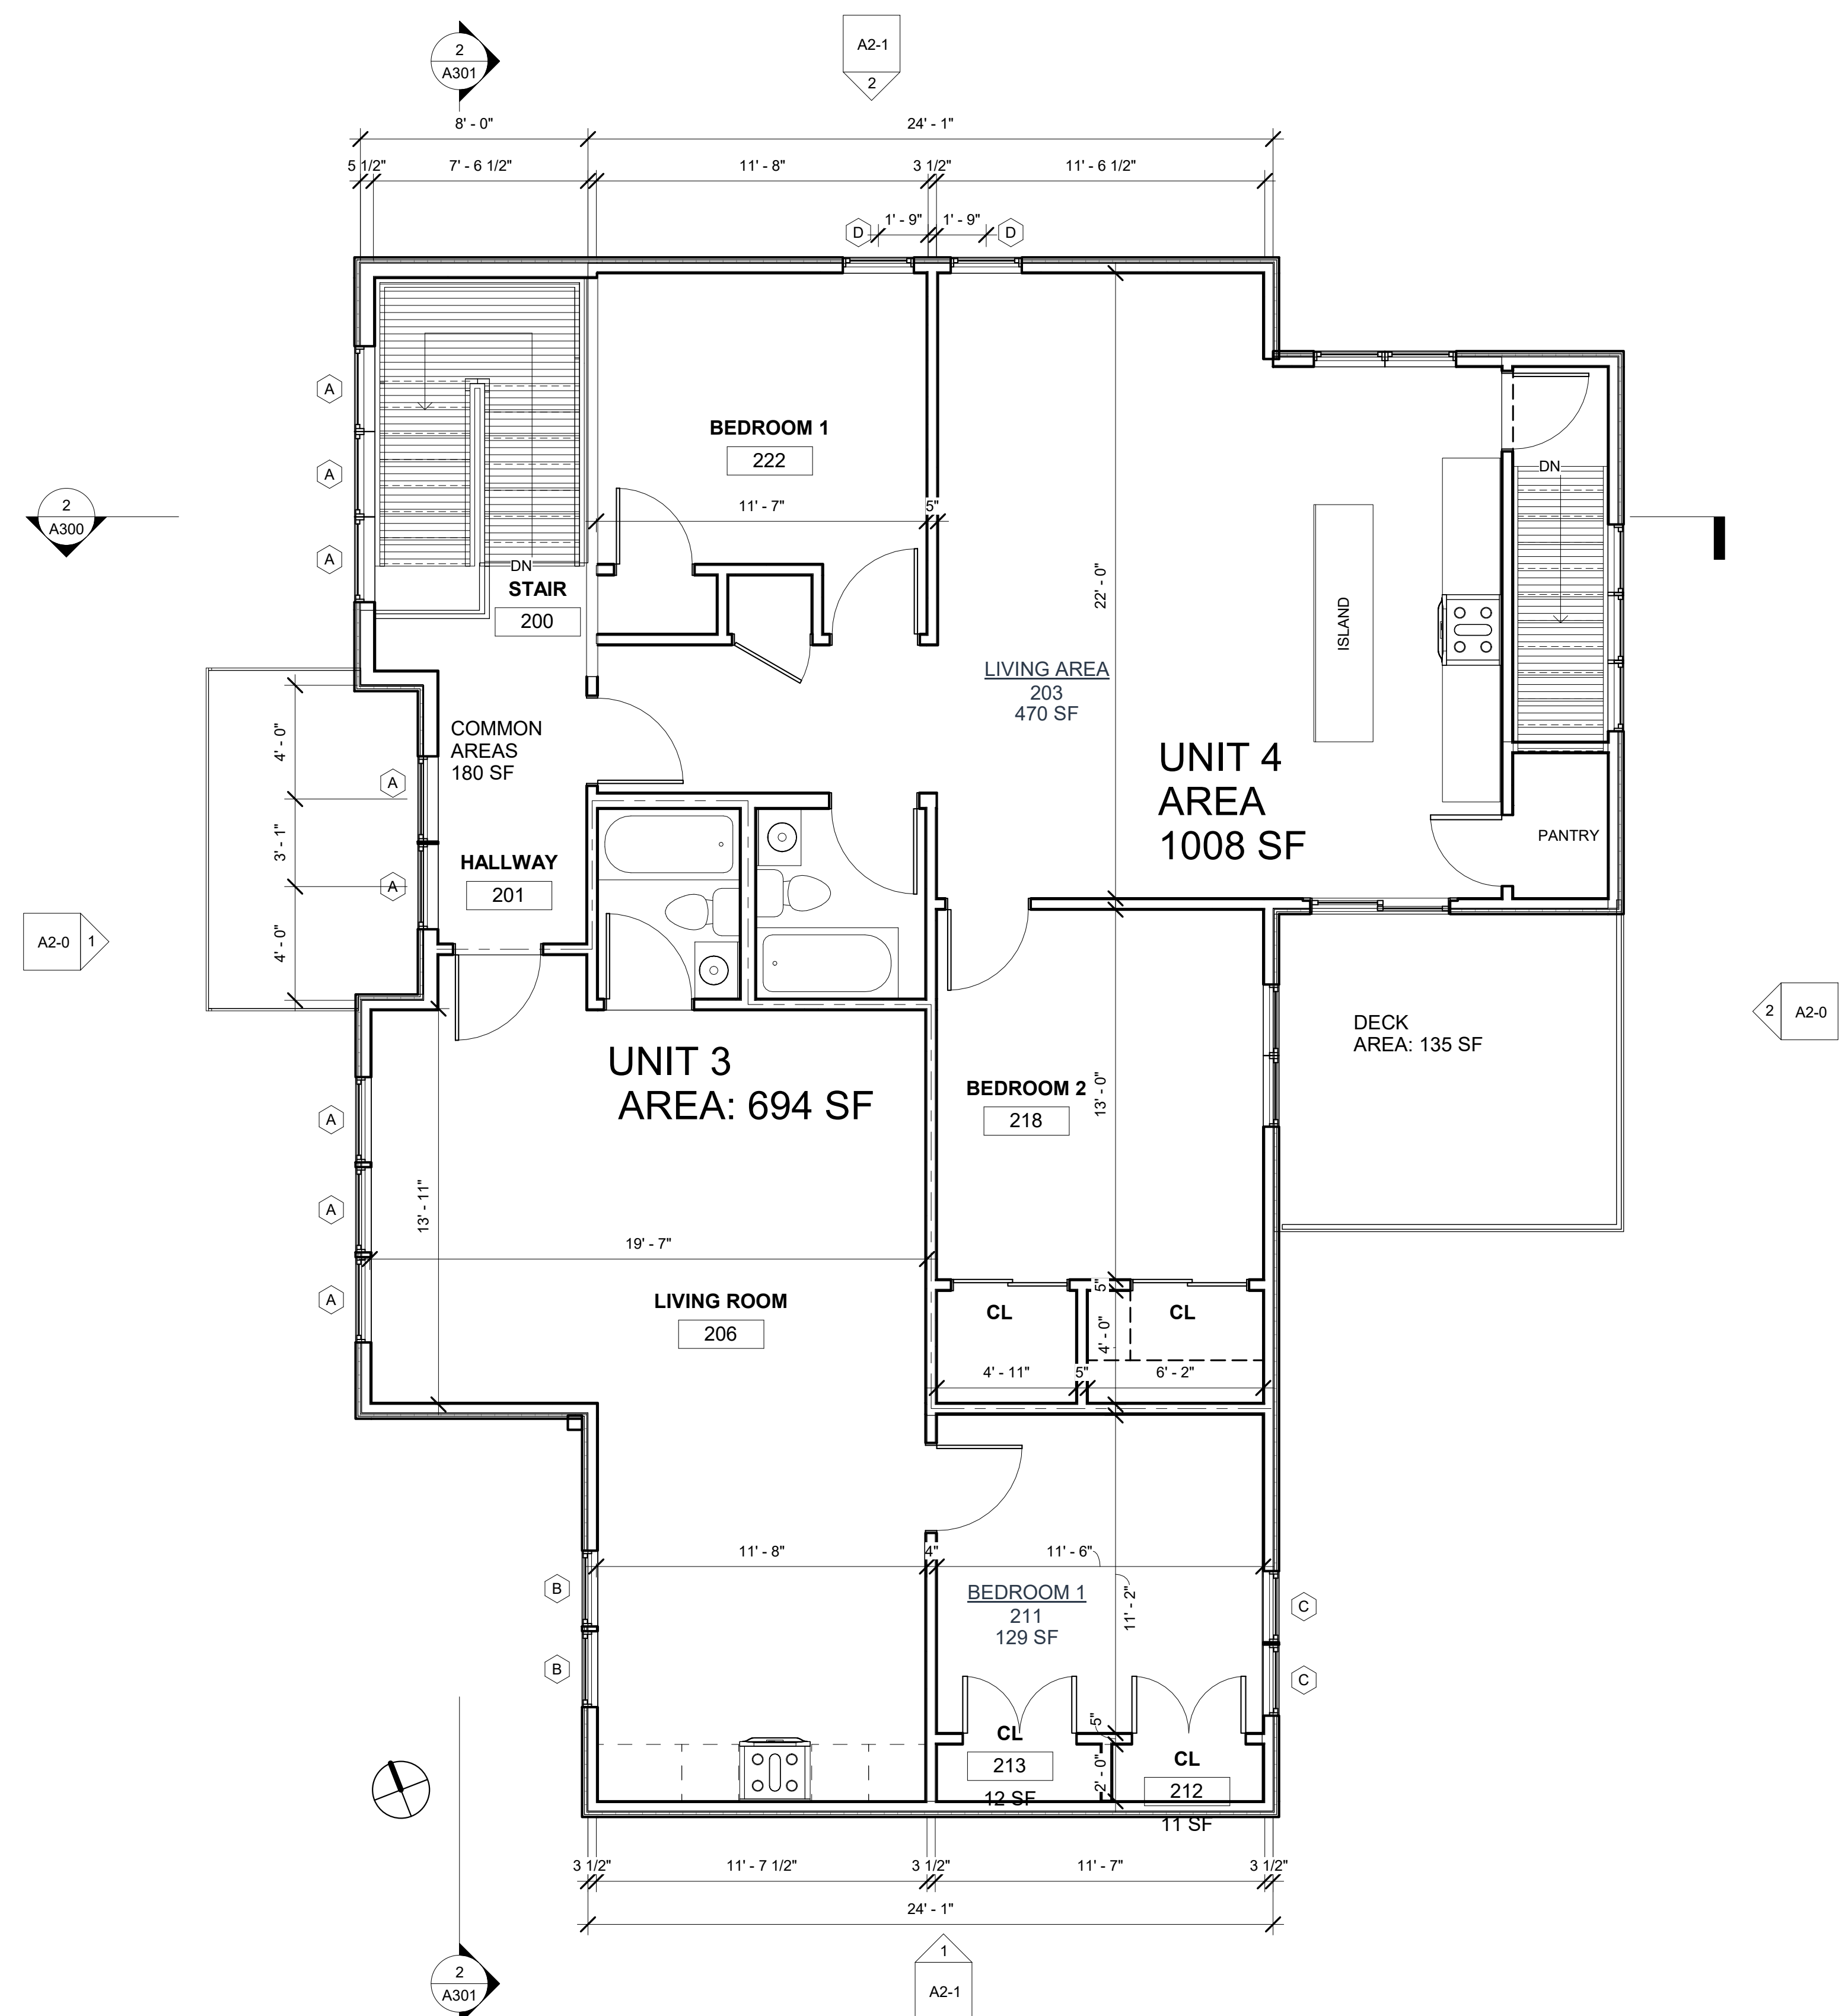 2
A301
A2-1
2
8' - 0"
24' - 1"
5 1/2"
7' - 6 1/2"
11' - 8"
3 1/2"
11' - 6 1/2"
D
1' - 9"
1' - 9"
D
A
A
A
BEDROOM 1
222
11' - 7"
5"
DN
2
A300
DN
STAIR
200
22' - 0"
ISLAND
LIVING AREA
203
470 SF
4' - 0"
COMMON
AREAS
180 SF
UNIT 4
AREA
1008 SF
A
3' - 1"
PANTRY
HALLWAY
201
A
4' - 0"
A2-0
1
2
A2-0
DECK
AREA: 135 SF
UNIT 3
AREA: 694 SF
BEDROOM 2
218
13' - 0"
A
A
A
13' - 11"
19' - 7"
LIVING ROOM
206
5"
CL
CL
4' - 0"
4' - 11"
5"
6' - 2"
11' - 8"
4"
11' - 6"
B
B
BEDROOM 1
211
129 SF
11' - 2"
C
C
5"
CL
213
12 SF
2' - 0"
CL
212
11 SF
3 1/2"
11' - 7 1/2"
3 1/2"
11' - 7"
3 1/2"
24' - 1"
2
A301
1
A2-1